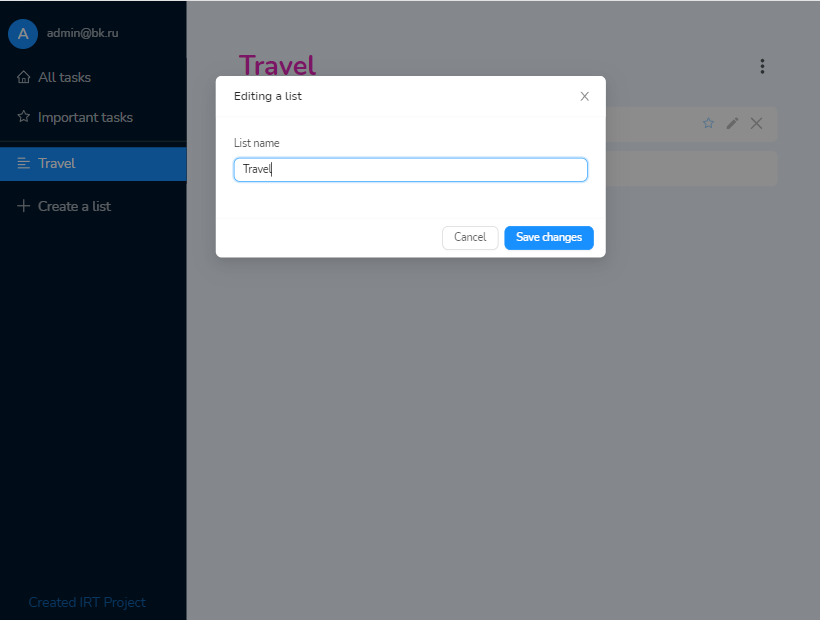 A
admin@bk.ru
All tasks
Important tasks
Travel
Create a list
Created IRT Project
Travel
Editing a list
List name
Travel
Cancel
Save changes